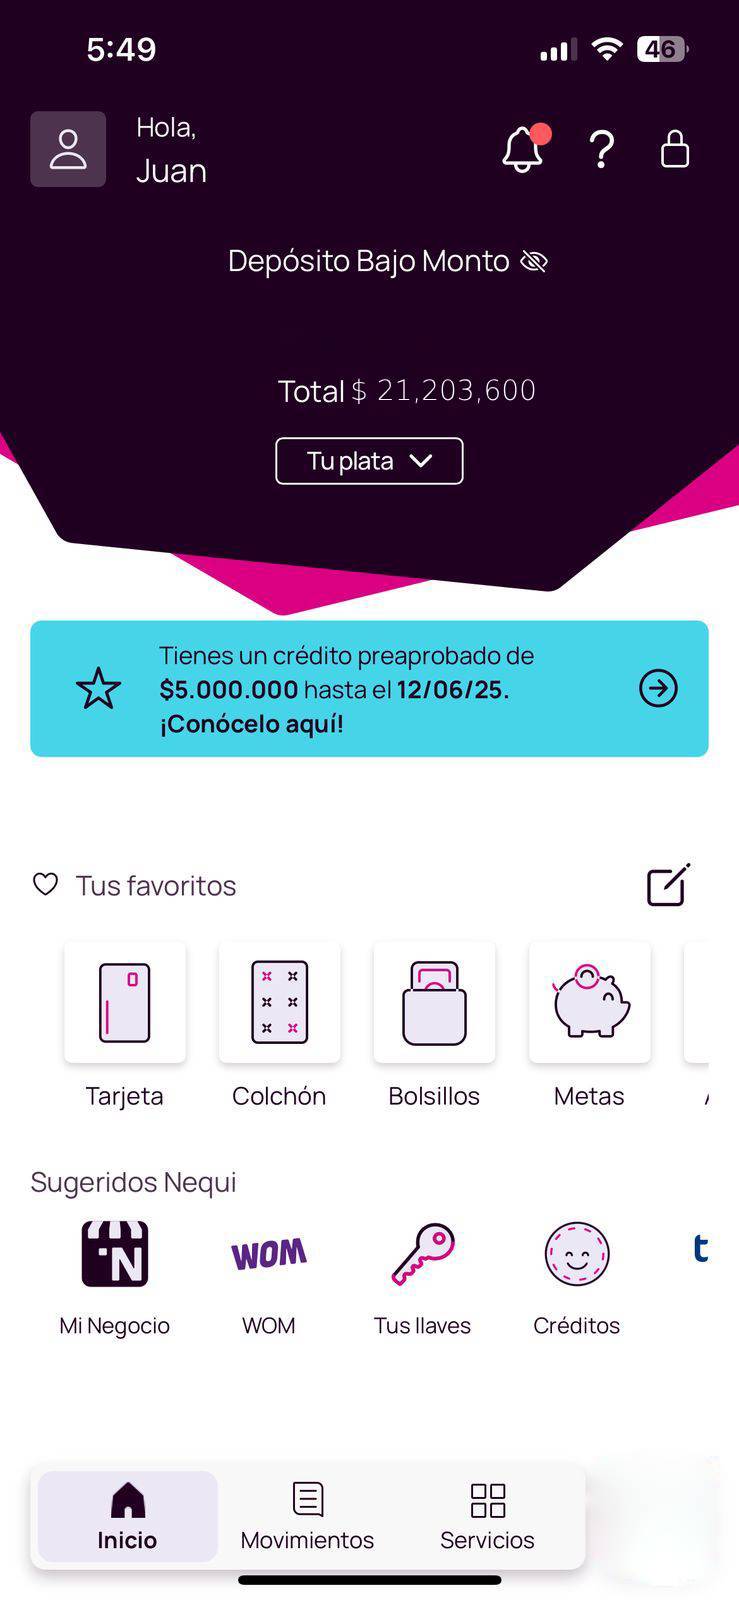 5:49
46
Hola,
Juan
Depósito Bajo Monto
Total $ 21,203,600
Tu plata
Tienes un crédito preaprobado de
$5.000.000 hasta el 12/06/25.
¡Conócelo aquí!
Tus favoritos
Tarjeta Colchón Bolsillos Metas
Sugeridos Nequi
N WOM t
Mi Negocio WOM Tus llaves Créditos
Inicio Movimientos Servicios